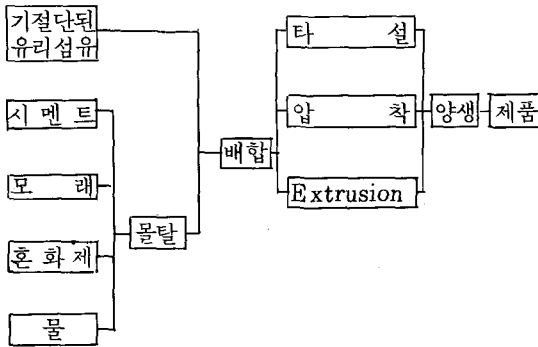 기절단된
유리섬유
시멘트
모래
혼화제
물
몰탈
배합
타설
압착
Extrusion
양생
제품